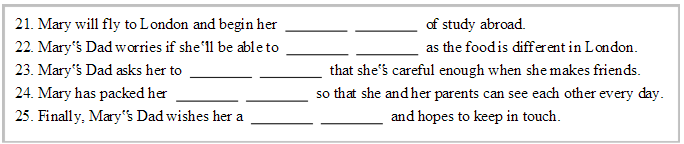 21. Mary will fly to London and begin her ________ ________ of study abroad.
22. Mary‟s Dad worries if she‟ll be able to ________ ________ as the food is different in London.
23. Mary‟s Dad asks her to ________ ________ that she‟s careful enough when she makes friends.
24. Mary has packed her ________ ________ so that she and her parents can see each other every day.
25. Finally, Mary‟s Dad wishes her a ________ ________ and hopes to keep in touch.